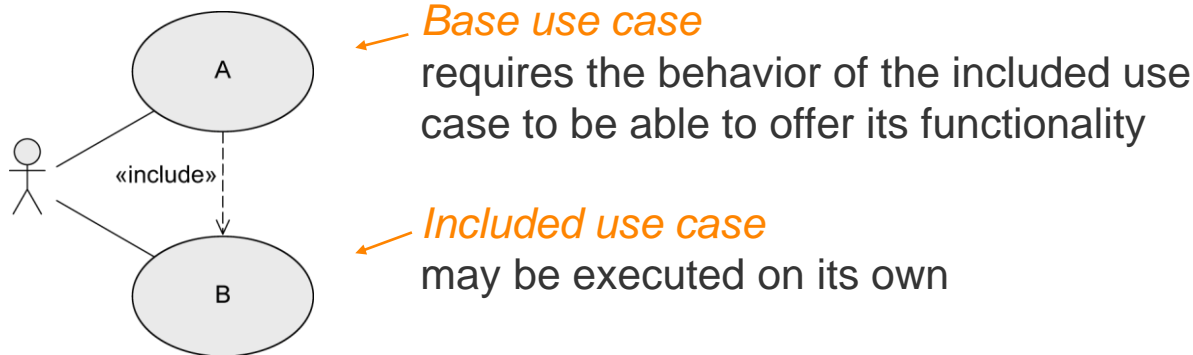 Base use case
A
requires the behavior of the included use
case to be able to offer its functionality
«include»
Included use case
may be executed on its own
B